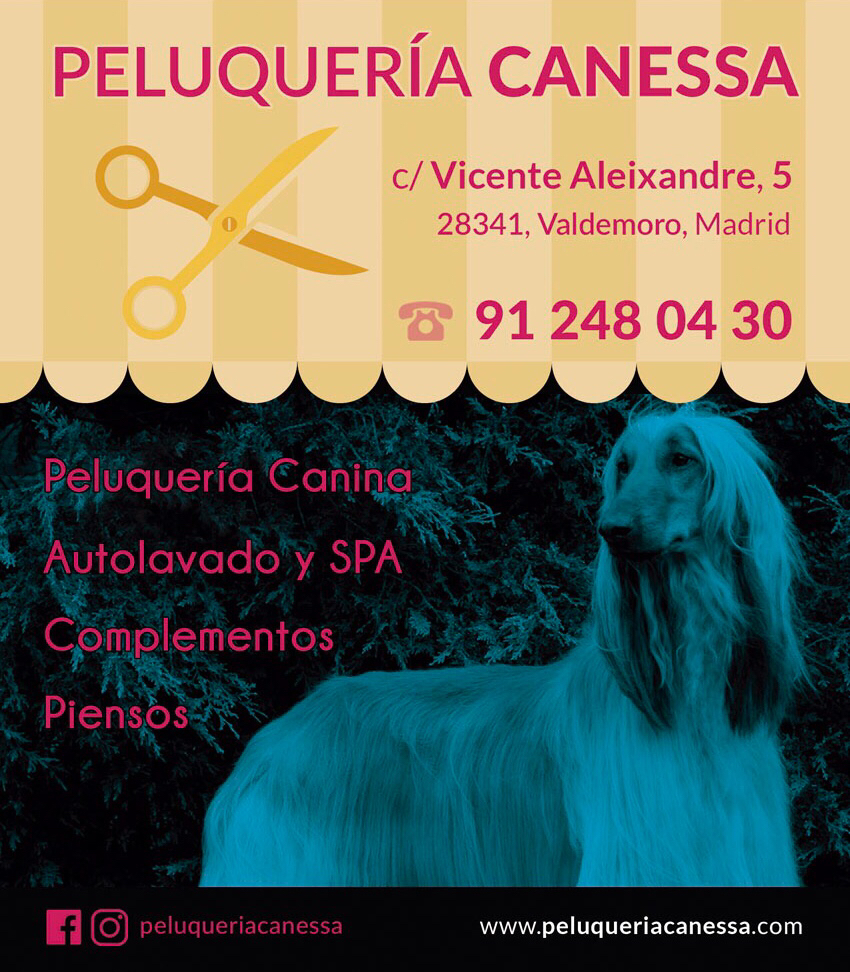 PELUQUERÍA CANESSA
c/ Vicente Aleixandre, 5
28341, Valdemoro, Madrid
91 248 04 30
Peluquería Canina
Autolavado y SPA
Complementos
Piensos
peluqueriacanessa
www.peluqueriacanessa.com